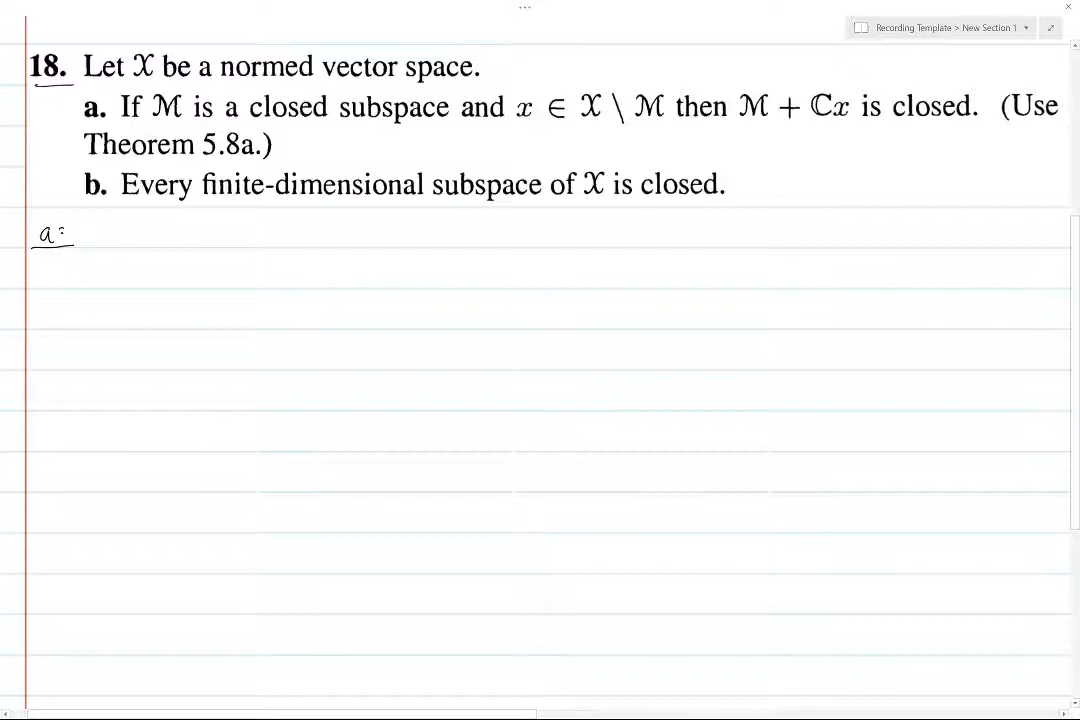 Recording Template > New Section 1
18. Let 𝒳 be a normed vector space.
a. If ℳ is a closed subspace and x ∈ 𝒳 \ ℳ then ℳ + ℂx is closed. (Use
Theorem 5.8a.)
b. Every finite-dimensional subspace of 𝒳 is closed.
a: